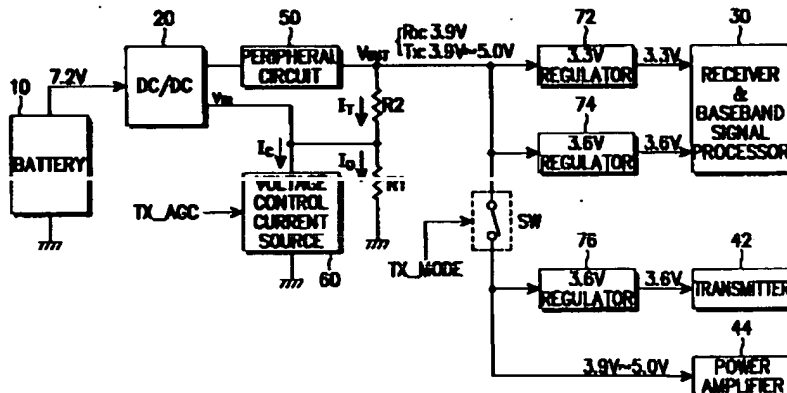 20
50
72
30
Rx: 3.9V
Tx: 3.9V~5.0V
PERIPHERAL
CIRCUIT
VOUT
3.3V
REGULATOR
3.3V
RECEIVER
&
BASEBAND
SIGNAL
PROCESSOR
10
7.2V
DC/DC
IT
R2
74
BATTERY
IC
IO
R1
3.6V
REGULATOR
3.6V
TX_AGC
VOLTAGE
CONTROL
CURRENT
SOURCE
60
SW
TX_MODE
76
42
3.6V
REGULATOR
3.6V
TRANSMITTER
44
3.9V~5.0V
POWER
AMPLIFIER